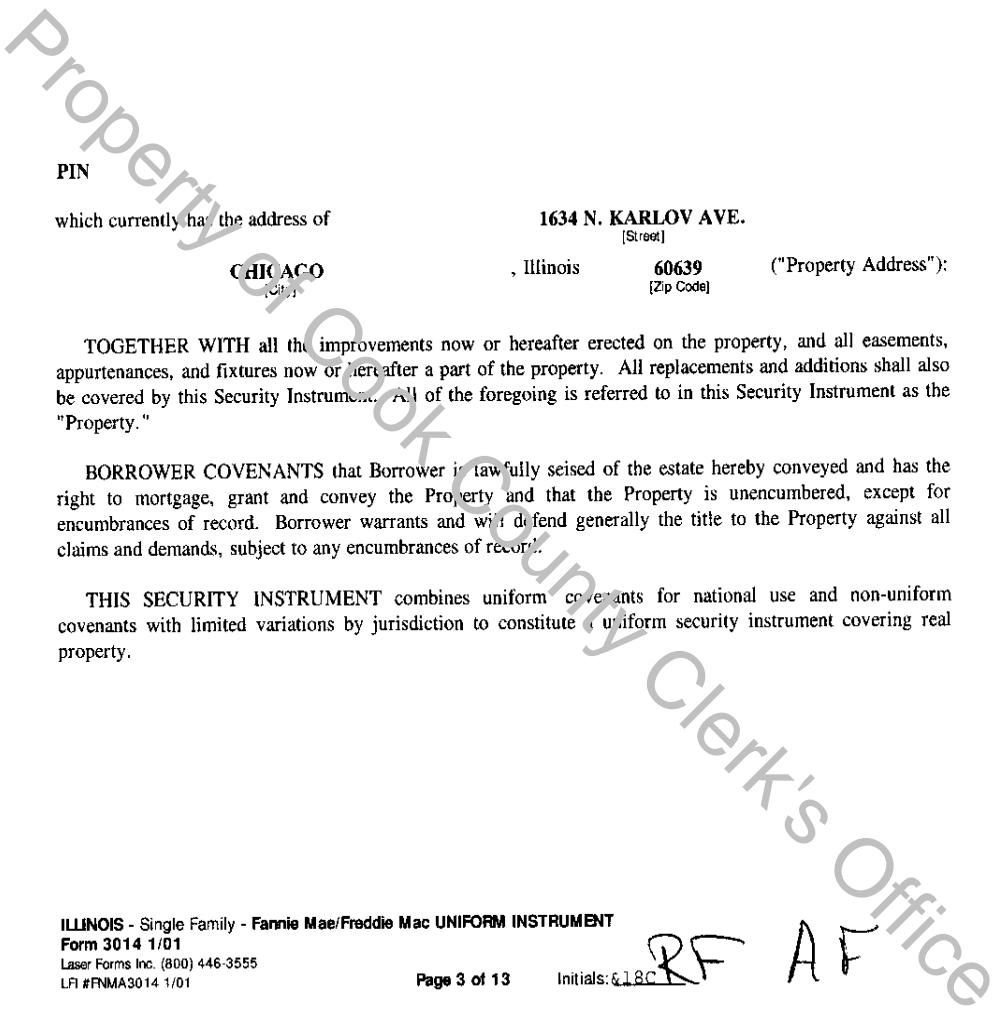 Property of Cook County Clerk's Office
PIN
which currently has the address of 1634 N. KARLOV AVE.
[Street]
CHICAGO , Illinois 60639 ("Property Address"):
[City] [Zip Code]
TOGETHER WITH all the improvements now or hereafter erected on the property, and all easements,
appurtenances, and fixtures now or hereafter a part of the property. All replacements and additions shall also
be covered by this Security Instrument. All of the foregoing is referred to in this Security Instrument as the
"Property."
BORROWER COVENANTS that Borrower is lawfully seised of the estate hereby conveyed and has the
right to mortgage, grant and convey the Property and that the Property is unencumbered, except for
encumbrances of record. Borrower warrants and will defend generally the title to the Property against all
claims and demands, subject to any encumbrances of record.
THIS SECURITY INSTRUMENT combines uniform covenants for national use and non-uniform
covenants with limited variations by jurisdiction to constitute a uniform security instrument covering real
property.
ILLINOIS - Single Family - Fannie Mae/Freddie Mac UNIFORM INSTRUMENT
Form 3014 1/01
Laser Forms Inc. (800) 446-3555
LFI #FNMA3014 1/01 Page 3 of 13 Initials: &18C RF AF